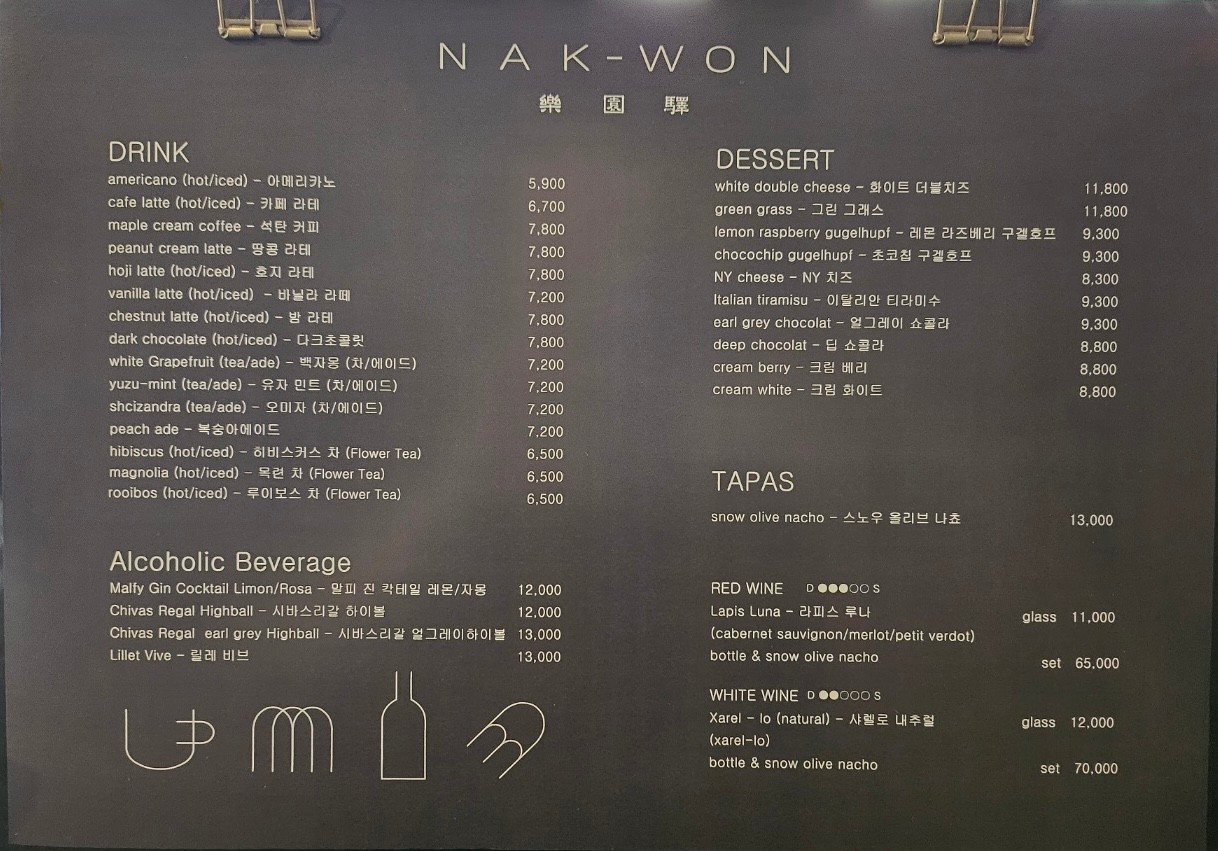 NAK-WON
樂園驛
DRINK
americano (hot/iced) - 아메리카노 5,900
cafe latte (hot/iced) - 카페 라테 6,700
maple cream coffee - 석탄 커피 7,800
peanut cream latte - 땅콩 라테 7,800
hoji latte (hot/iced) - 호지 라테 7,800
vanilla latte (hot/iced) - 바닐라 라떼 7,200
chestnut latte (hot/iced) - 밤 라테 7,800
dark chocolate (hot/iced) - 다크초콜릿 7,800
white Grapefruit (tea/ade) - 백자몽 (차/에이드) 7,200
yuzu-mint (tea/ade) - 유자 민트 (차/에이드) 7,200
shcizandra (tea/ade) - 오미자 (차/에이드) 7,200
peach ade - 복숭아에이드 7,200
hibiscus (hot/iced) - 히비스커스 차 (Flower Tea) 6,500
magnolia (hot/iced) - 목련 차 (Flower Tea) 6,500
rooibos (hot/iced) - 루이보스 차 (Flower Tea) 6,500
Alcoholic Beverage
Malfy Gin Cocktail Limon/Rosa - 말피 진 칵테일 레몬/자몽 12,000
Chivas Regal Highball - 시바스리갈 하이볼 12,000
Chivas Regal earl grey Highball - 시바스리갈 얼그레이하이볼 13,000
Lillet Vive - 릴레 비브 13,000
DESSERT
white double cheese - 화이트 더블치즈 11,800
green grass - 그린 그래스 11,800
lemon raspberry gugelhupf - 레몬 라즈베리 구겔호프 9,300
chocochip gugelhupf - 초코칩 구겔호프 9,300
NY cheese - NY 치즈 8,300
Italian tiramisu - 이탈리안 티라미수 9,300
earl grey chocolat - 얼그레이 쇼콜라 9,300
deep chocolat - 딥 쇼콜라 8,800
cream berry - 크림 베리 8,800
cream white - 크림 화이트 8,800
TAPAS
snow olive nacho - 스노우 올리브 나쵸 13,000
RED WINE D ●●●○○ S
Lapis Luna - 라피스 루나 glass 11,000
(cabernet sauvignon/merlot/petit verdot)
bottle & snow olive nacho set 65,000
WHITE WINE D ●●○○○ S
Xarel - lo (natural) - 샤렐로 내추럴 glass 12,000
(xarel-lo)
bottle & snow olive nacho set 70,000